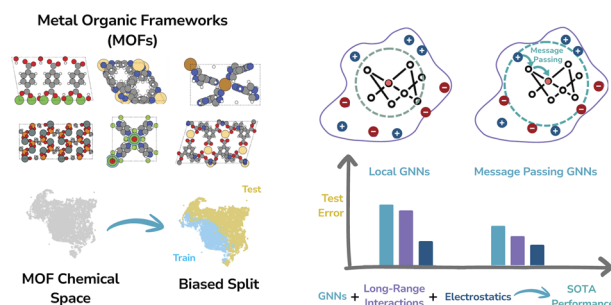 Metal Organic Frameworks
(MOFs)
Test
Train
MOF Chemical
Space
Biased Split
Message
Passing
Local GNNs
Message Passing GNNs
Test
Error
GNNs + Long-Range
Interactions + Electrostatics
SOTA
Performance